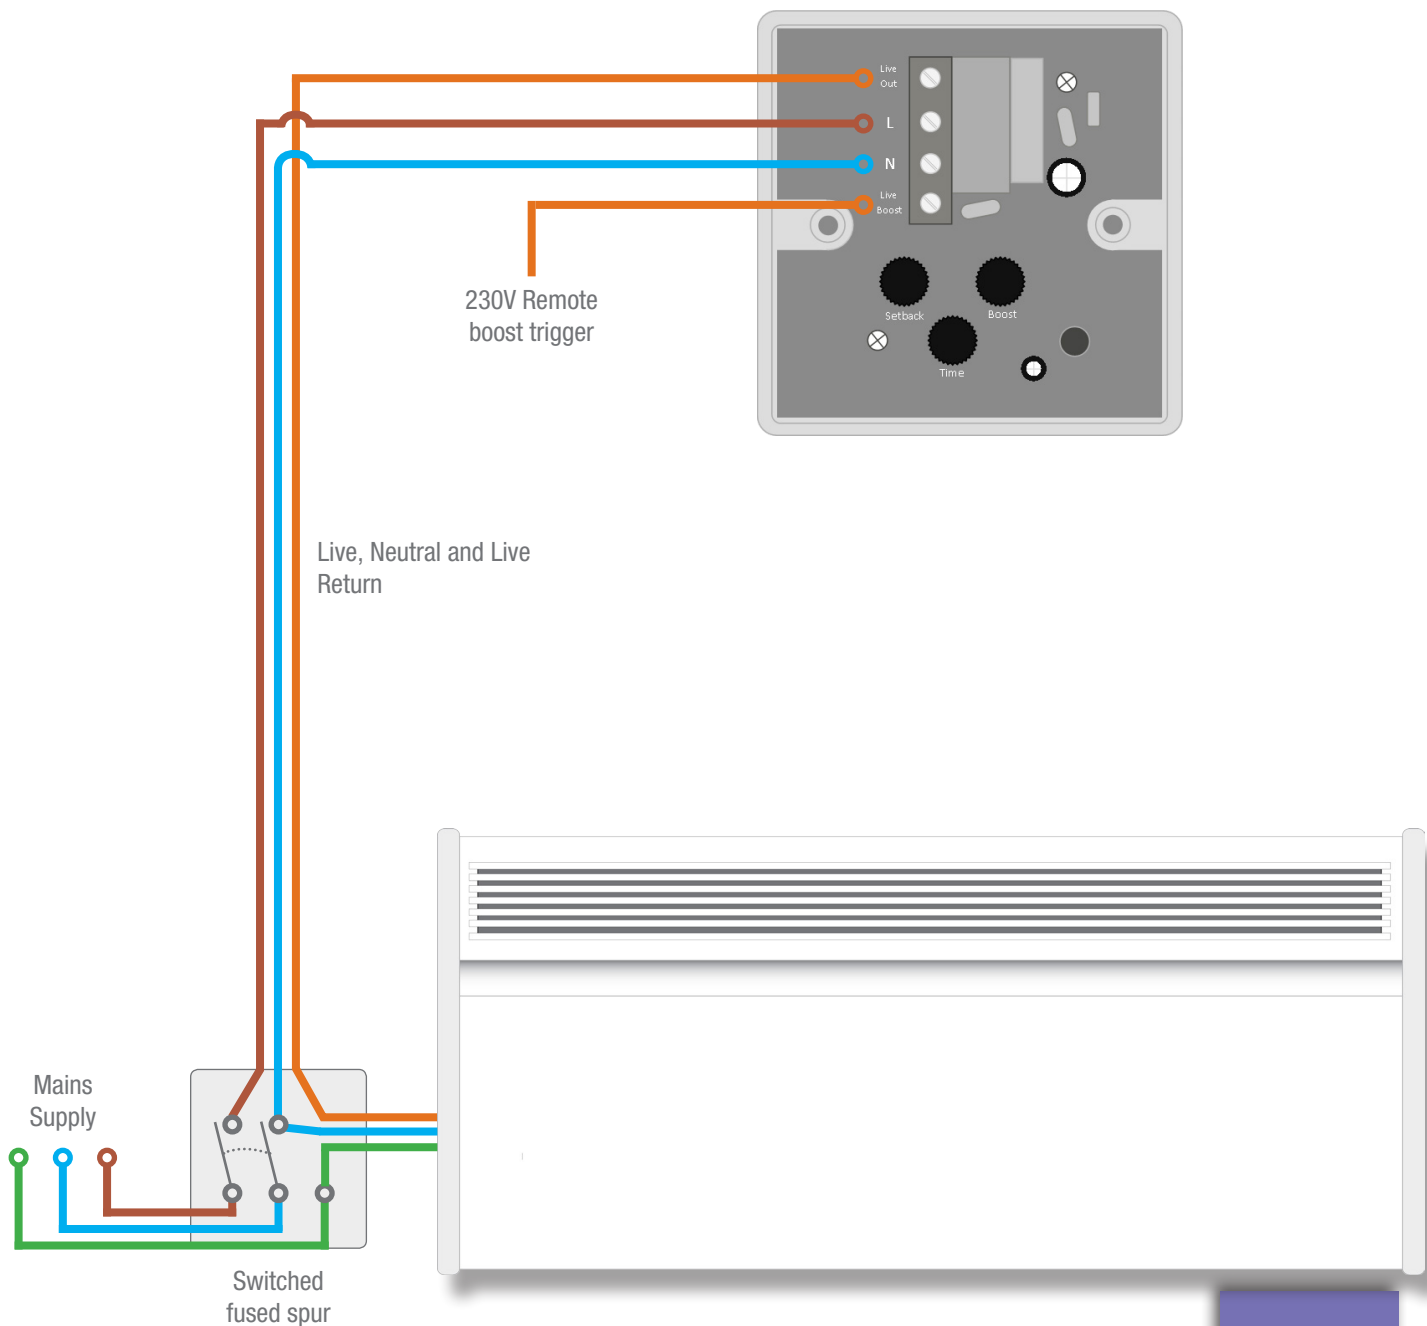 Live
Out
L
N
Live
Boost
230V Remote
boost trigger
Setback
Boost
Time
Live, Neutral and Live
Return
Mains
Supply
Switched
fused spur